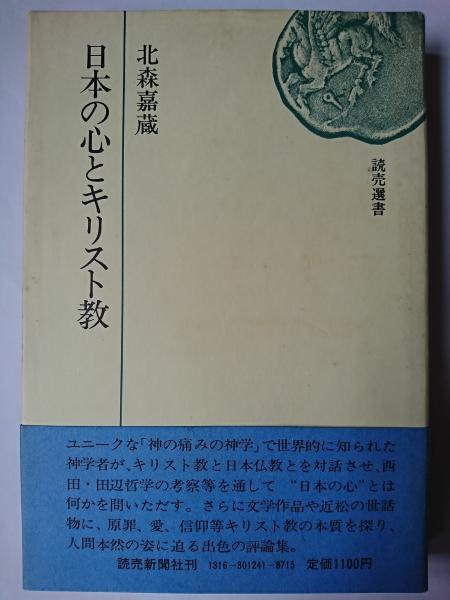 読売選書
北森嘉蔵
日本の心とキリスト教
ユニークな「神の痛みの神学」で世界的に知られた
神学者が、キリスト教と日本仏教とを対話させ、西
田・田辺哲学の考察等を通して　“日本の心”とは
何かを問いただす。さらに文学作品や近松の世話
物に、原罪、愛、信仰等キリスト教の本質を探り、
人間本然の姿に迫る出色の評論集。
読売新聞社刊　1316-301241-8715　定価1100円